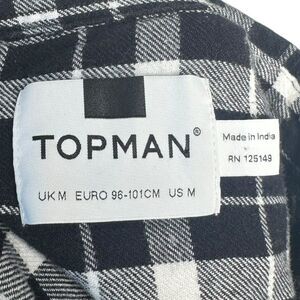 TOPMAN®
UK M EURO 96-101CM US M
Made in India
RN 125149